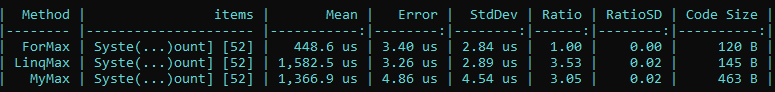 | Method | items | Mean | Error | StdDev | Ratio | RatioSD | Code Size |
|------- |--------------------- |-----------:|--------:|--------:|------:|--------:|----------:|
| ForMax | Syste(...)ount] [52] | 448.6 us | 3.40 us | 2.84 us | 1.00 | 0.00 | 120 B |
| LinqMax | Syste(...)ount] [52] | 1,582.5 us | 3.26 us | 2.89 us | 3.53 | 0.02 | 145 B |
| MyMax | Syste(...)ount] [52] | 1,366.9 us | 4.86 us | 4.54 us | 3.05 | 0.02 | 463 B |